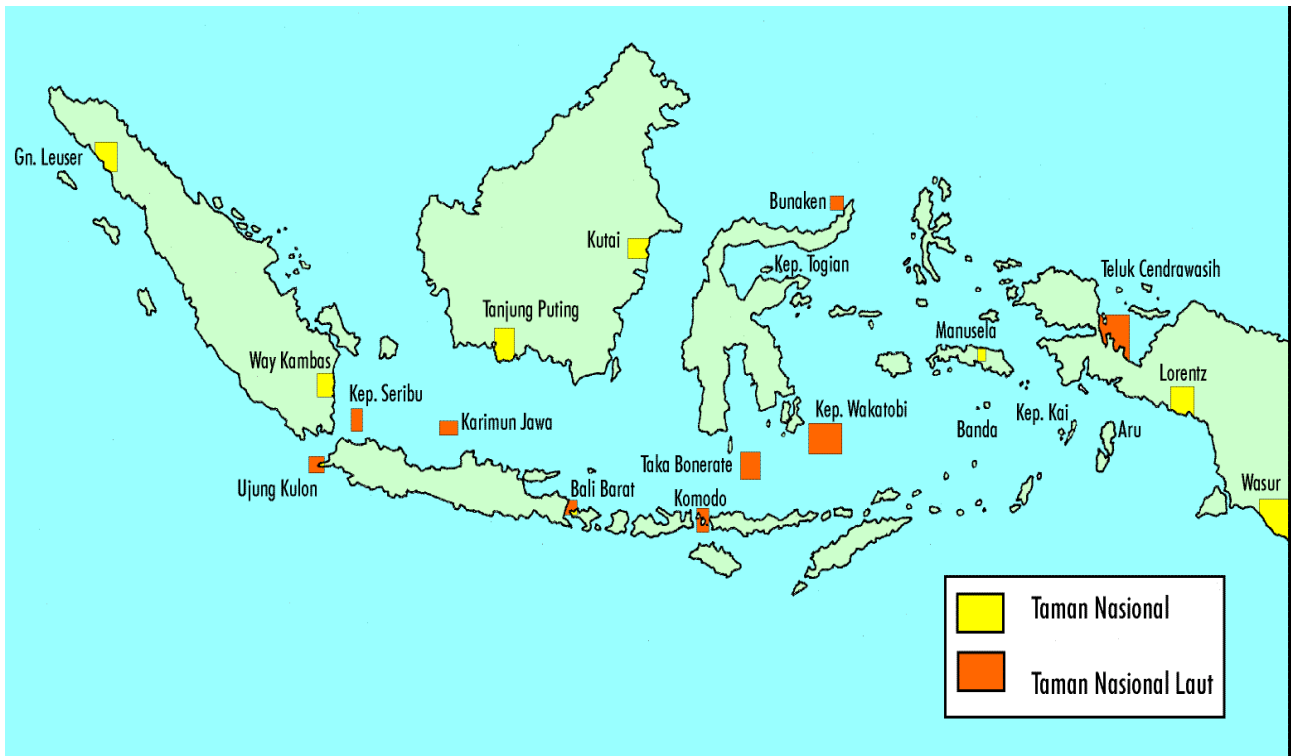 Gn. Leuser
Bunaken
Kutai
Kep. Togian
Teluk Cendrawasih
Tanjung Puting
Manusela
Way Kambas
Lorentz
Kep. Seribu
Karimun Jawa
Kep. Wakatobi
Kep. Kai
Banda
Aru
Taka Bonerate
Ujung Kulon
Bali Barat
Komodo
Wasur
Taman Nasional
Taman Nasional Laut